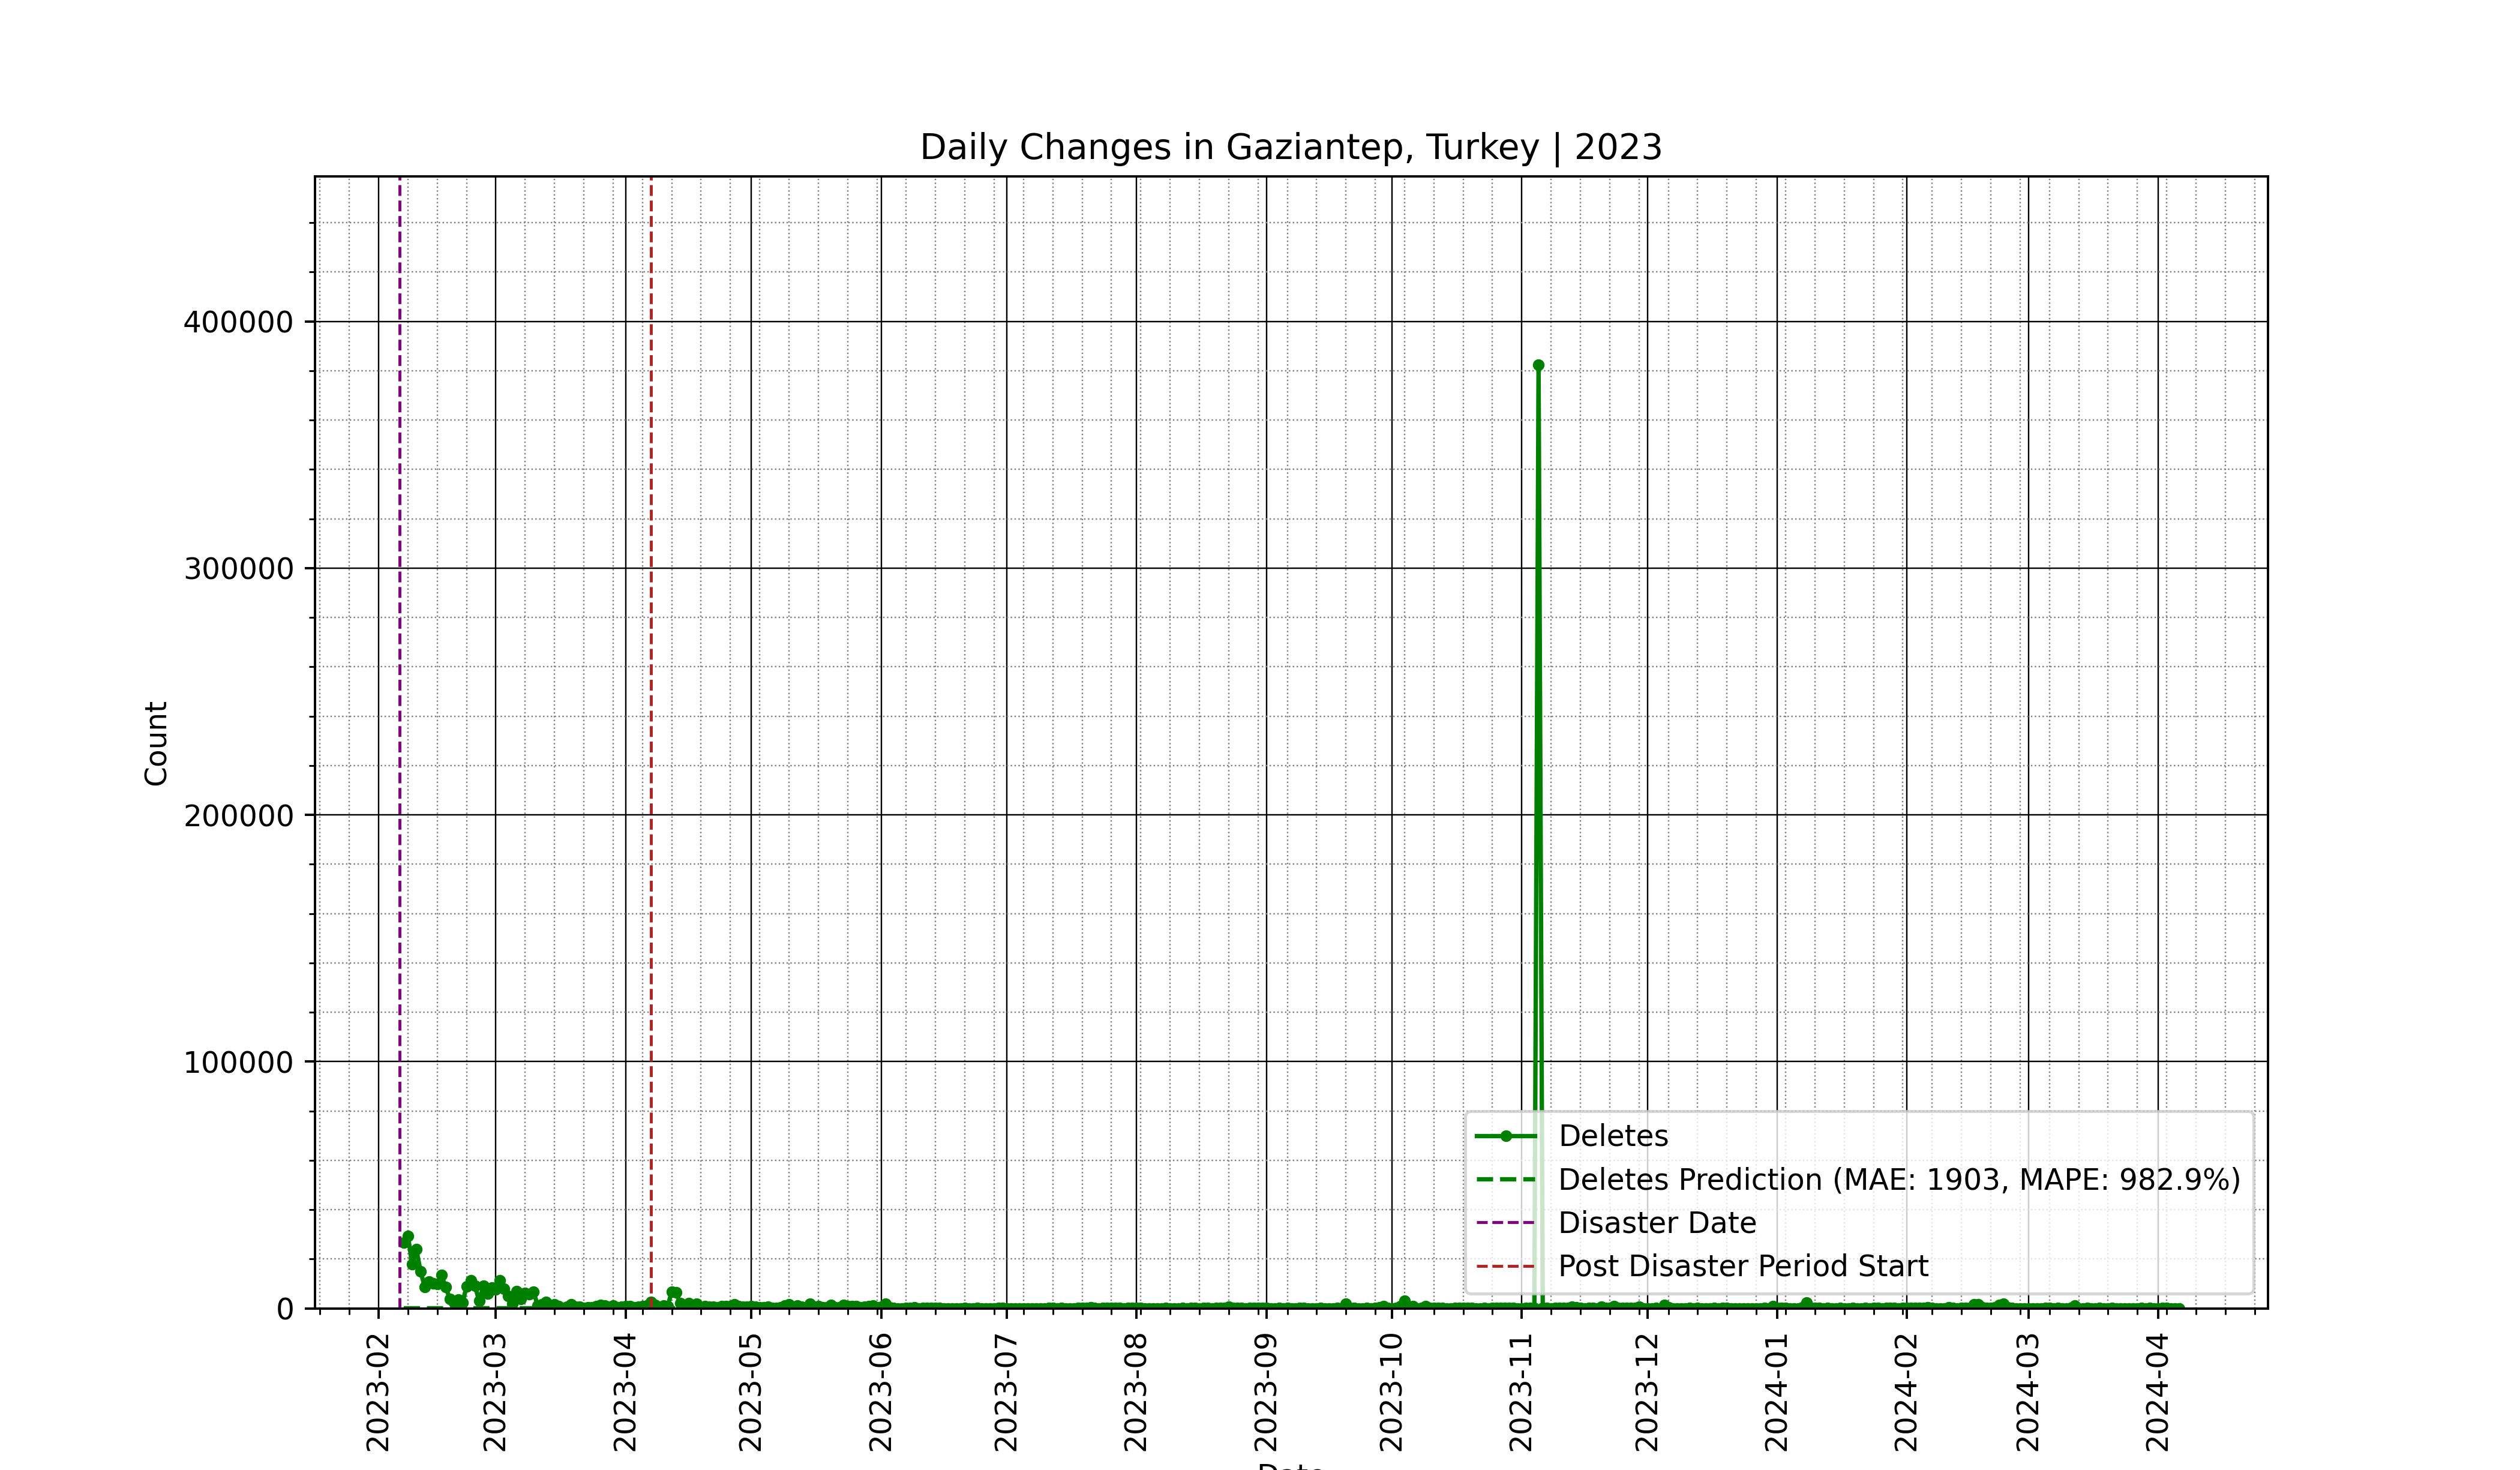 Daily Changes in Gaziantep, Turkey | 2023
Count
400000
300000
200000
100000
0
Deletes
Deletes Prediction (MAE: 1903, MAPE: 982.9%)
Disaster Date
Post Disaster Period Start
2023-02
2023-03
2023-04
2023-05
2023-06
2023-07
2023-08
2023-09
2023-10
2023-11
2023-12
2024-01
2024-02
2024-03
2024-04
Date